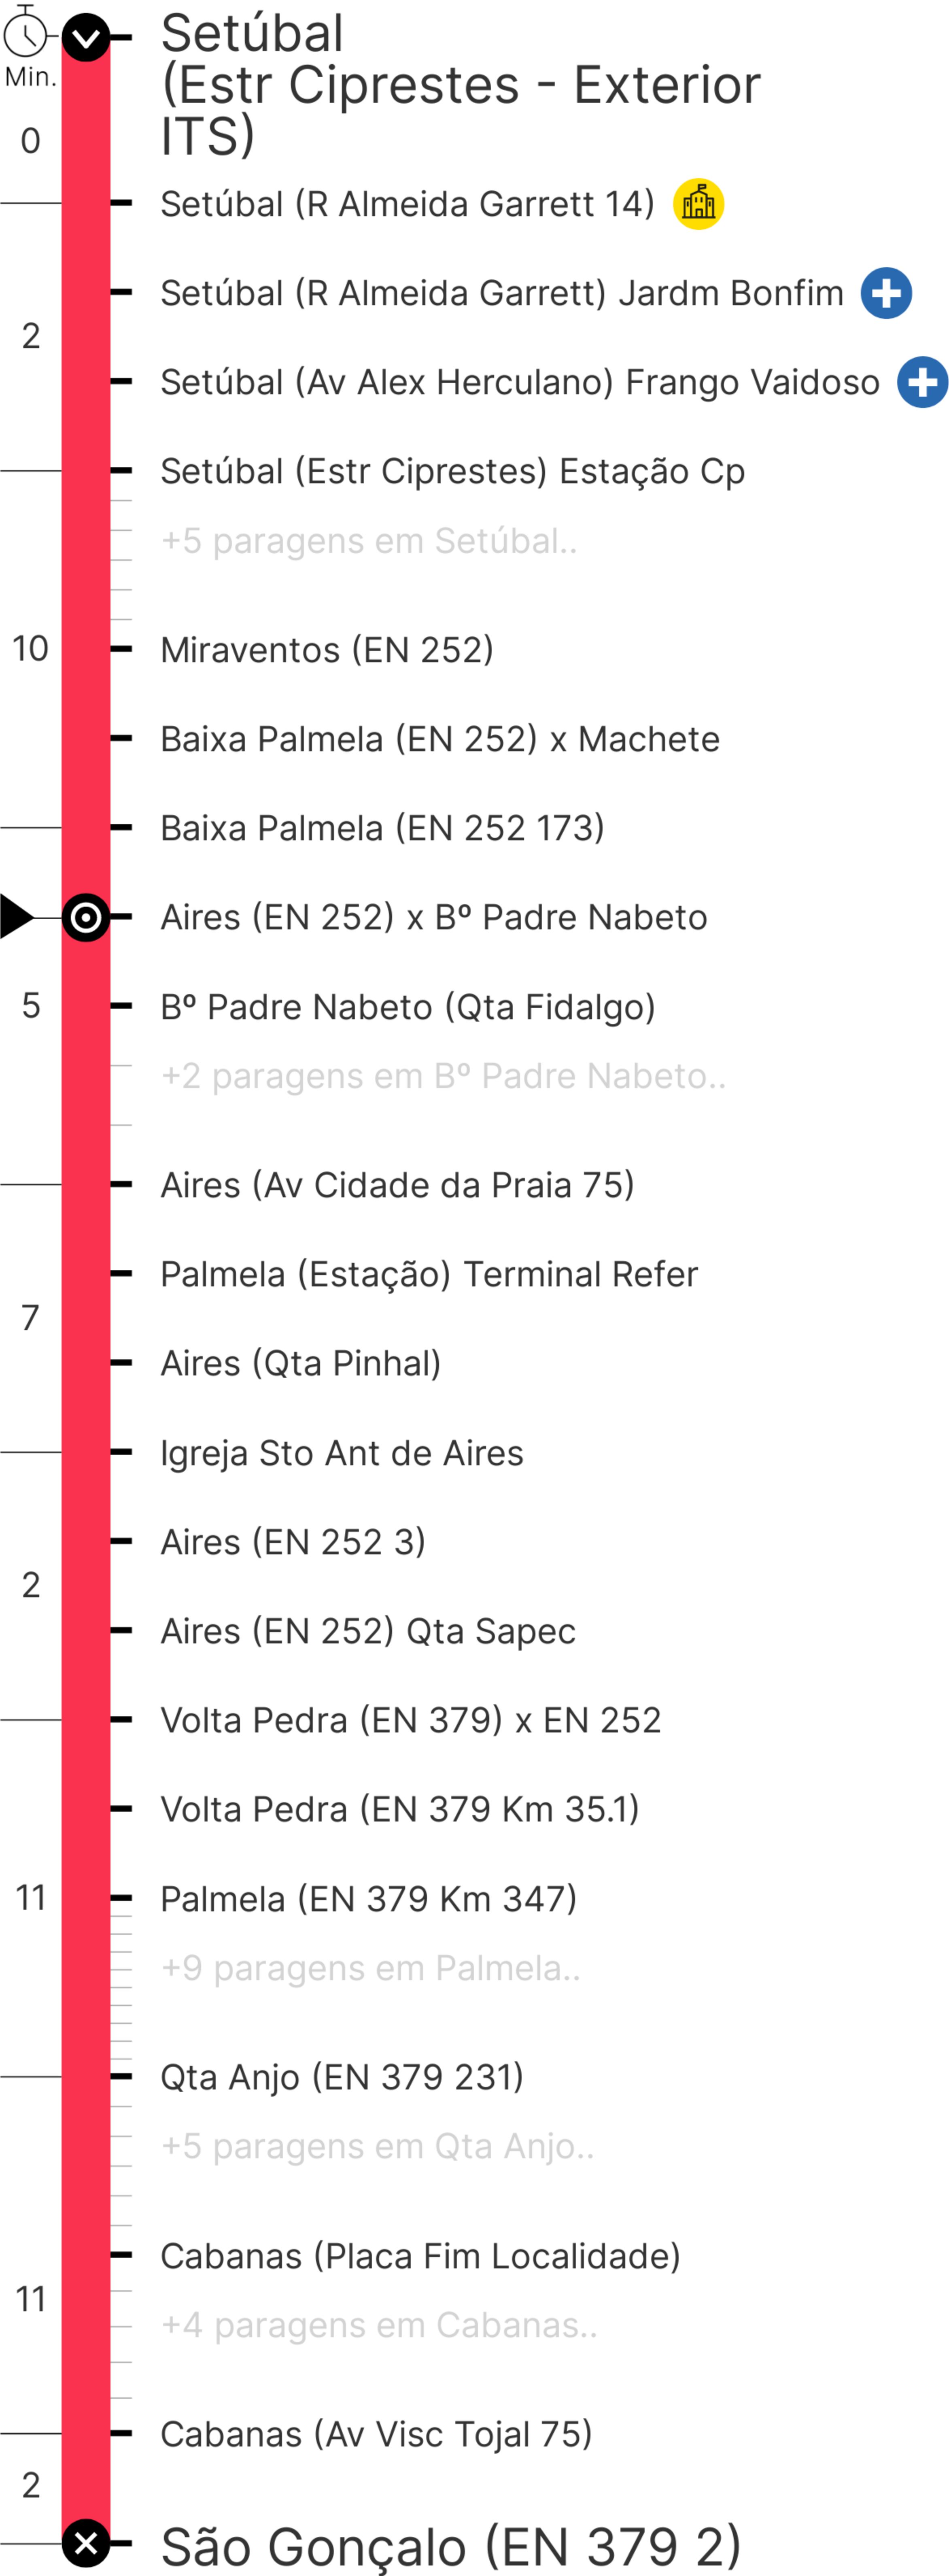 Setúbal
Min.
(Estr Ciprestes - Exterior
ITS)
0
Setúbal (R Almeida Garrett 14)
Setúbal (R Almeida Garrett) Jardm Bonfim
2
Setúbal (Av Alex Herculano) Frango Vaidoso
Setúbal (Estr Ciprestes) Estação Cp
+5 paragens em Setúbal..
10
Miraventos (EN 252)
Baixa Palmela (EN 252) x Machete
Baixa Palmela (EN 252 173)
Aires (EN 252) x Bº Padre Nabeto
5
Bº Padre Nabeto (Qta Fidalgo)
+2 paragens em Bº Padre Nabeto..
Aires (Av Cidade da Praia 75)
Palmela (Estação) Terminal Refer
7
Aires (Qta Pinhal)
Igreja Sto Ant de Aires
Aires (EN 252 3)
2
Aires (EN 252) Qta Sapec
Volta Pedra (EN 379) x EN 252
Volta Pedra (EN 379 Km 35.1)
11
Palmela (EN 379 Km 347)
+9 paragens em Palmela..
Qta Anjo (EN 379 231)
+5 paragens em Qta Anjo..
Cabanas (Placa Fim Localidade)
11
+4 paragens em Cabanas..
Cabanas (Av Visc Tojal 75)
2
São Gonçalo (EN 379 2)